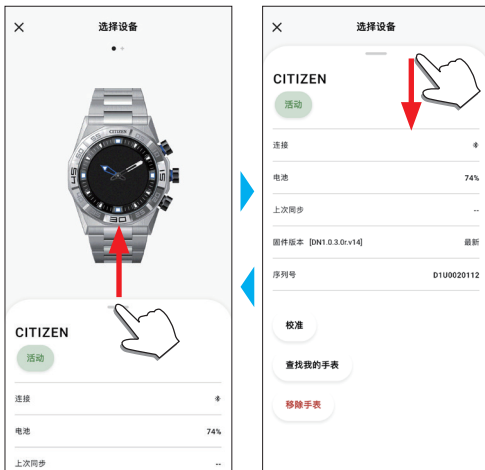 选择设备
CITIZEN
活动
连接
电池 74%
上次同步 --
选择设备
CITIZEN
活动
连接
电池 74%
上次同步 --
固件版本 [DN1.0.3.0r.v14] 最新
序列号 D1U0020112
校准
查找我的手表
移除手表